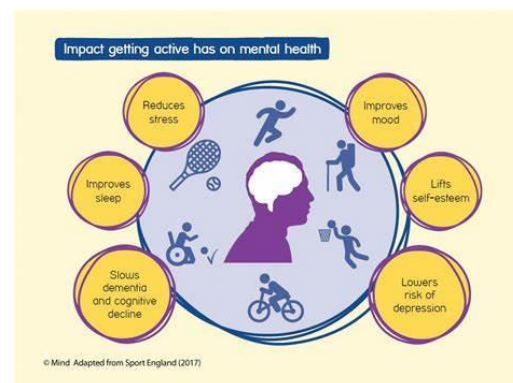 Impact getting active has on mental health
Reduces
stress
Improves
mood
Improves
sleep
Lifts
self-esteem
Slows
dementia
and cognitive
decline
Lowers
risk of
depression
© Mind Adapted from Sport England (2017)